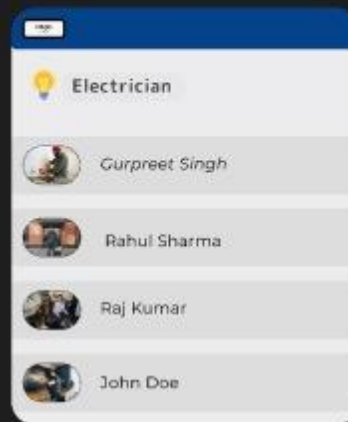 Electrician
Gurpreet Singh
Rahul Sharma
Raj Kumar
John Doe